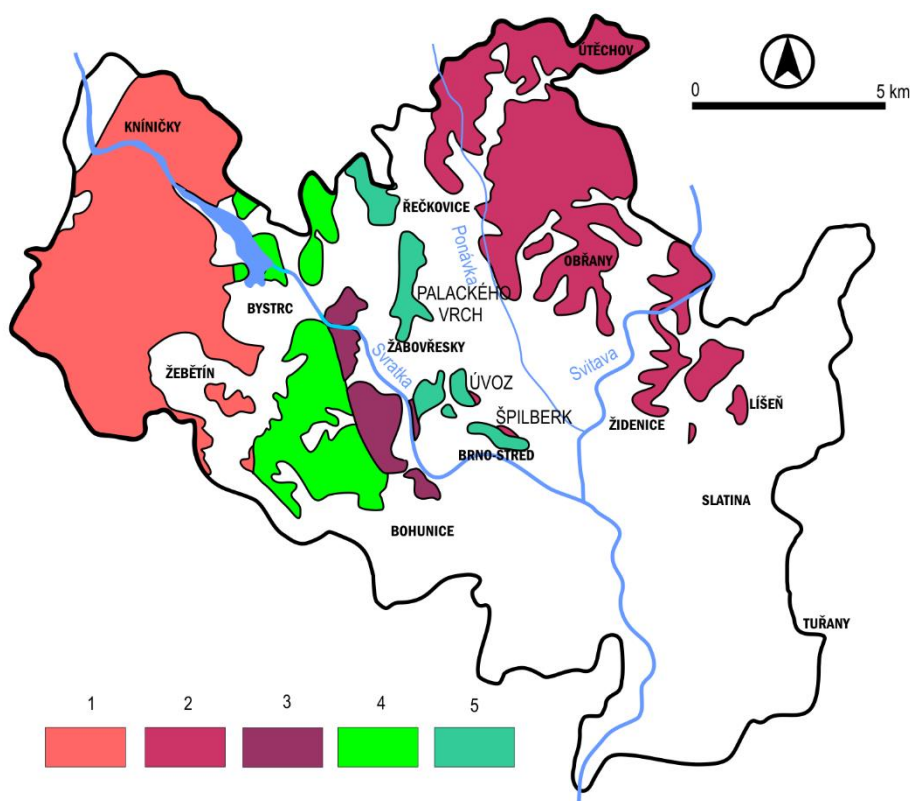 ÚTĚCHOV
0 5 km
KNÍNIČKY
ŘEČKOVICE
Ponávka
OBŘANY
PALACKÉHO
VRCH
BYSTRC
ŽABOVŘESKY
Svratka
Svitava
ŽEBĚTÍN
ÚVOZ
LÍŠEŇ
ŠPILBERK
ŽIDENICE
BRNO-STŘED
SLATINA
BOHUNICE
TUŘANY
1 2 3 4 5